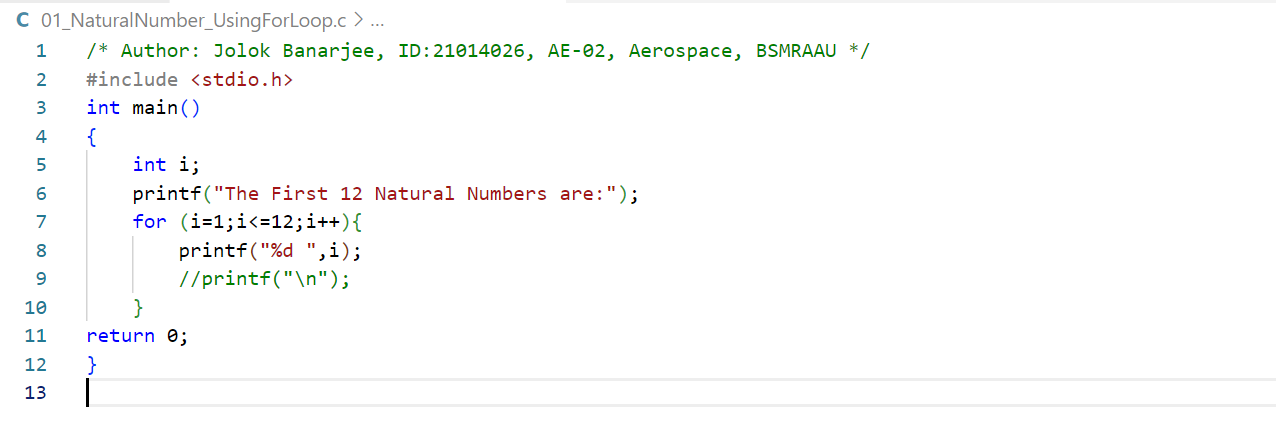 C 01_NaturalNumber_UsingForLoop.c > ...
1 /* Author: Jolok Banarjee, ID:21014026, AE-02, Aerospace, BSMRAAU */
2 #include <stdio.h>
3 int main()
4 {
5     int i;
6     printf("The First 12 Natural Numbers are:");
7     for (i=1;i<=12;i++){
8         printf("%d ",i);
9         //printf("\n");
10     }
11 return 0;
12 }
13